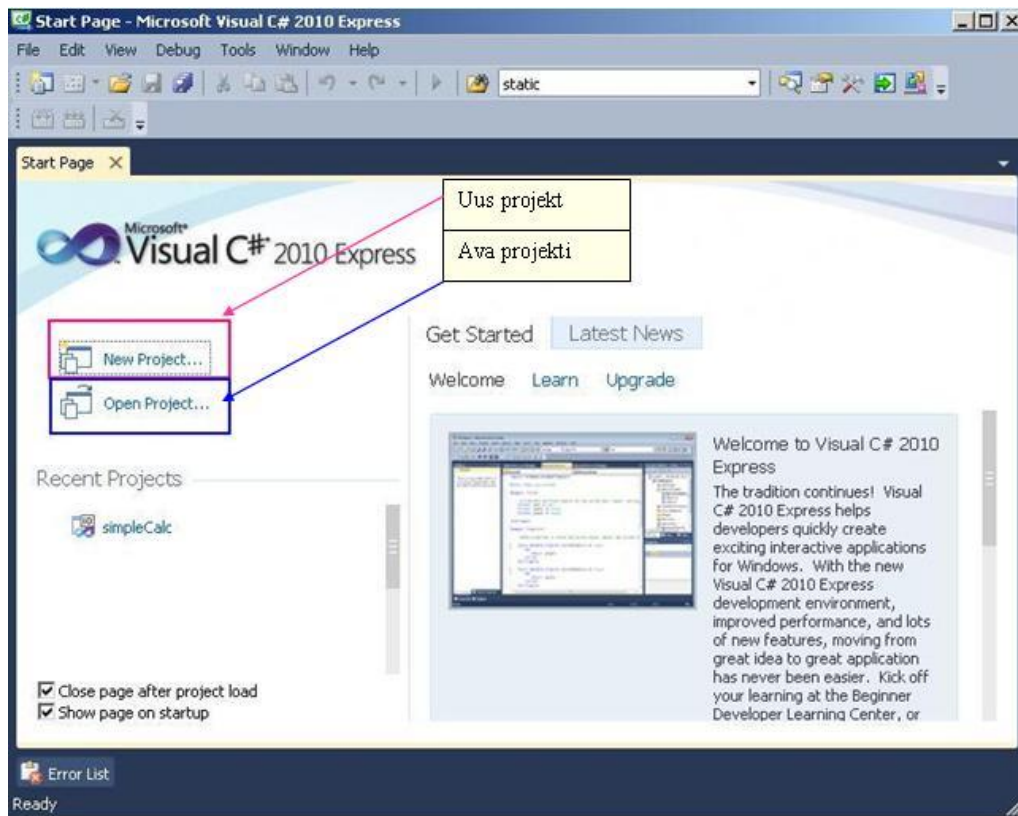 Start Page - Microsoft Visual C# 2010 Express
File Edit View Debug Tools Window Help
static
Start Page
Uus projekt
Ava projekti
Microsoft®
Visual C#® 2010 Express
New Project...
Open Project...
Recent Projects
simpleCalc
Close page after project load
Show page on startup
Get Started Latest News
Welcome Learn Upgrade
Welcome to Visual C# 2010
Express
The tradition continues! Visual
C# 2010 Express helps
developers quickly create
exciting interactive applications
for Windows. With the new
Visual C# 2010 Express
development environment,
improved performance, and lots
of new features, moving from
great idea to great application
has never been easier. Kick off
your learning at the Beginner
Developer Learning Center, or
Error List
Ready